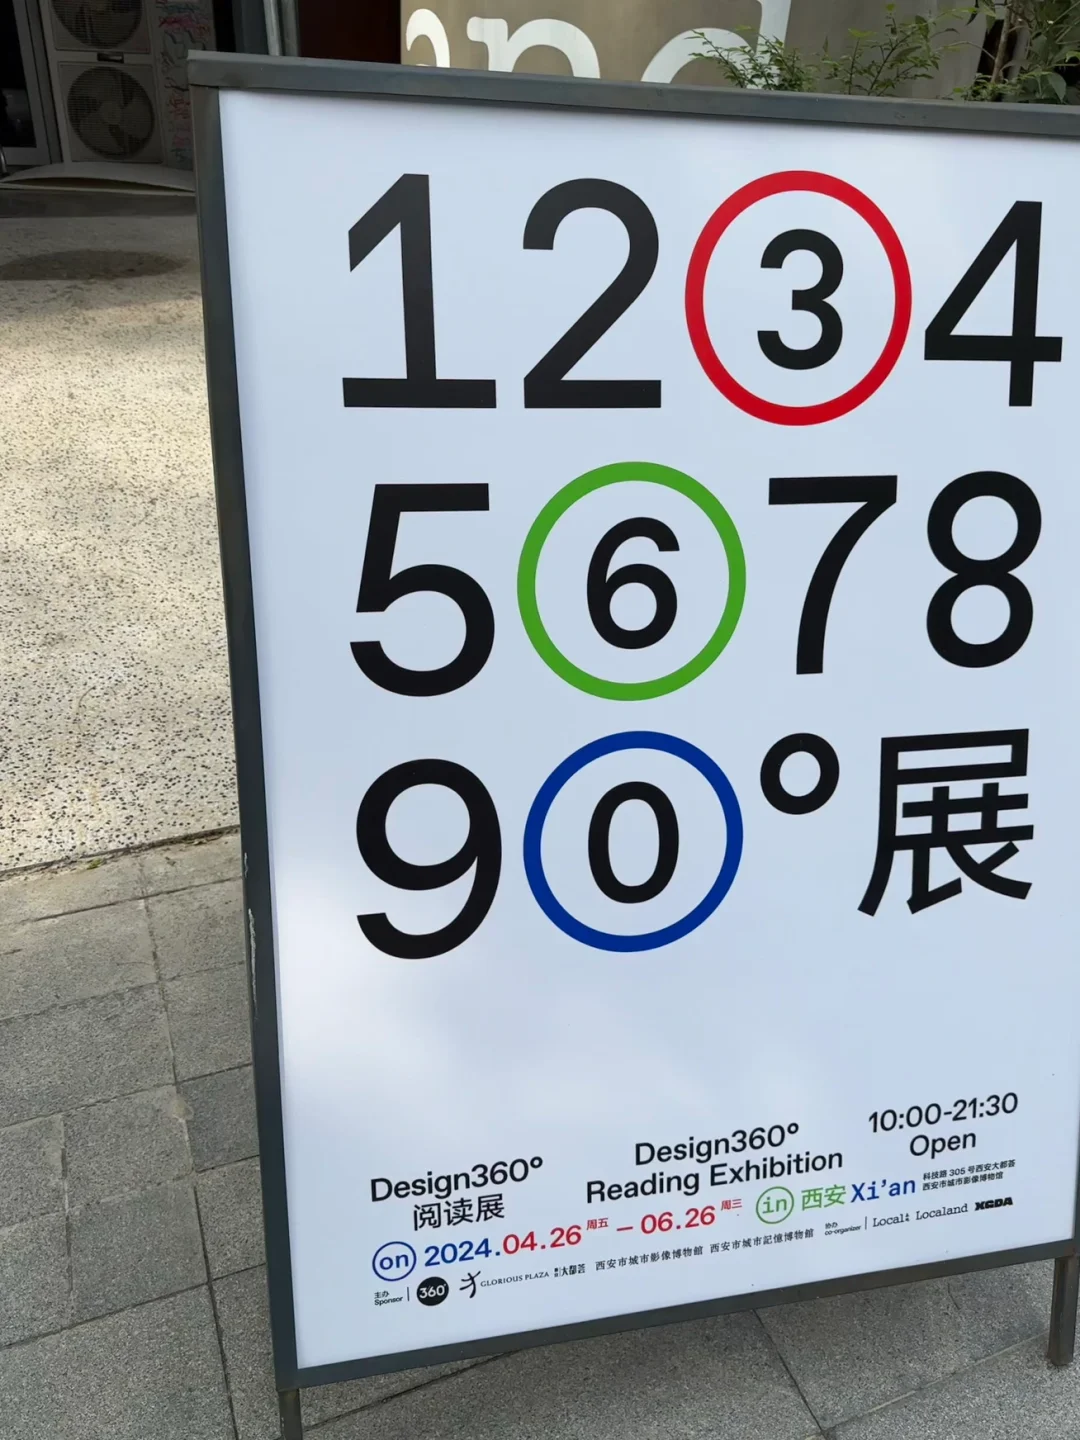 and
1234
5678
90°展
Design360°
阅读展
Design360°
Reading Exhibition
10:00-21:30
Open
on 2024.04.26 周五 — 06.26 周三
in 西安 Xi'an
科技路 305 号西安大都荟
西安市城市影像博物馆
主办
Sponsor
360°
GLORIOUS PLAZA
大都荟
西安市城市影像博物館 西安市城市記憶博物館
协办
co-organizer
Local Localand XGDA